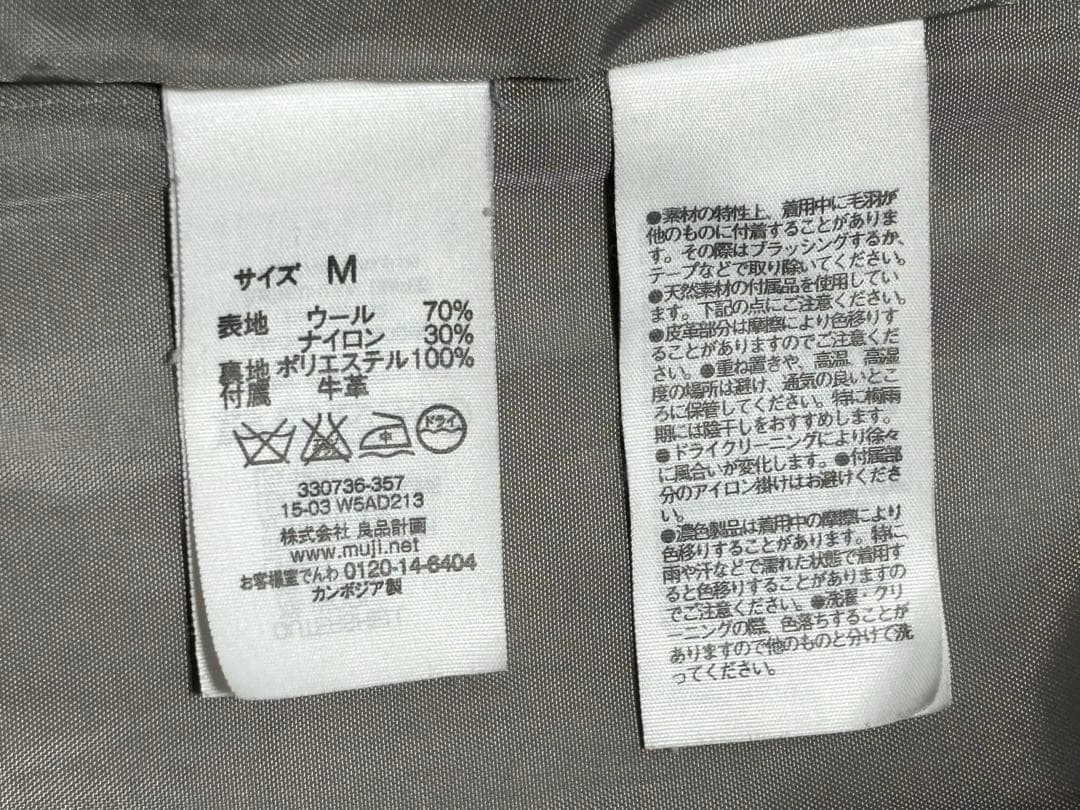 サイズ M
表地 ウール 70%
ナイロン 30%
裏地 ポリエステル 100%
付属 牛革
中 ドライ
330736-357
15-03 W5AD213
株式会社 良品計画
www.muji.net
お客様室でんわ 0120-14-6404
カンボジア製
●素材の特性上、着用中に毛羽が
他のものに付着することがありま
す。その際はブラッシングするか、
テープなどで取り除いてください。
●天然素材の付属品を使用してい
ます。下記の点にご注意ください。
●皮革部分は摩擦により色移りす
ることがありますのでご注意くだ
さい。●重ね置きや、高温、高湿
度の場所は避け、通気の良いとこ
ろに保管してください。特に梅雨
期には陰干しをおすすめします。
●ドライクリーニングにより徐々
に風合いが変化します。●付属部
分のアイロン掛けはお避けくださ
い。
●濃色製品は着用中の摩擦により
色移りすることがあります。特に
雨や汗などで濡れた状態で着用す
ると色移りすることがありますの
でご注意ください。●洗濯・クリ
ーニングの際、色落ちすることが
ありますので他のものと分けて洗
ってください。